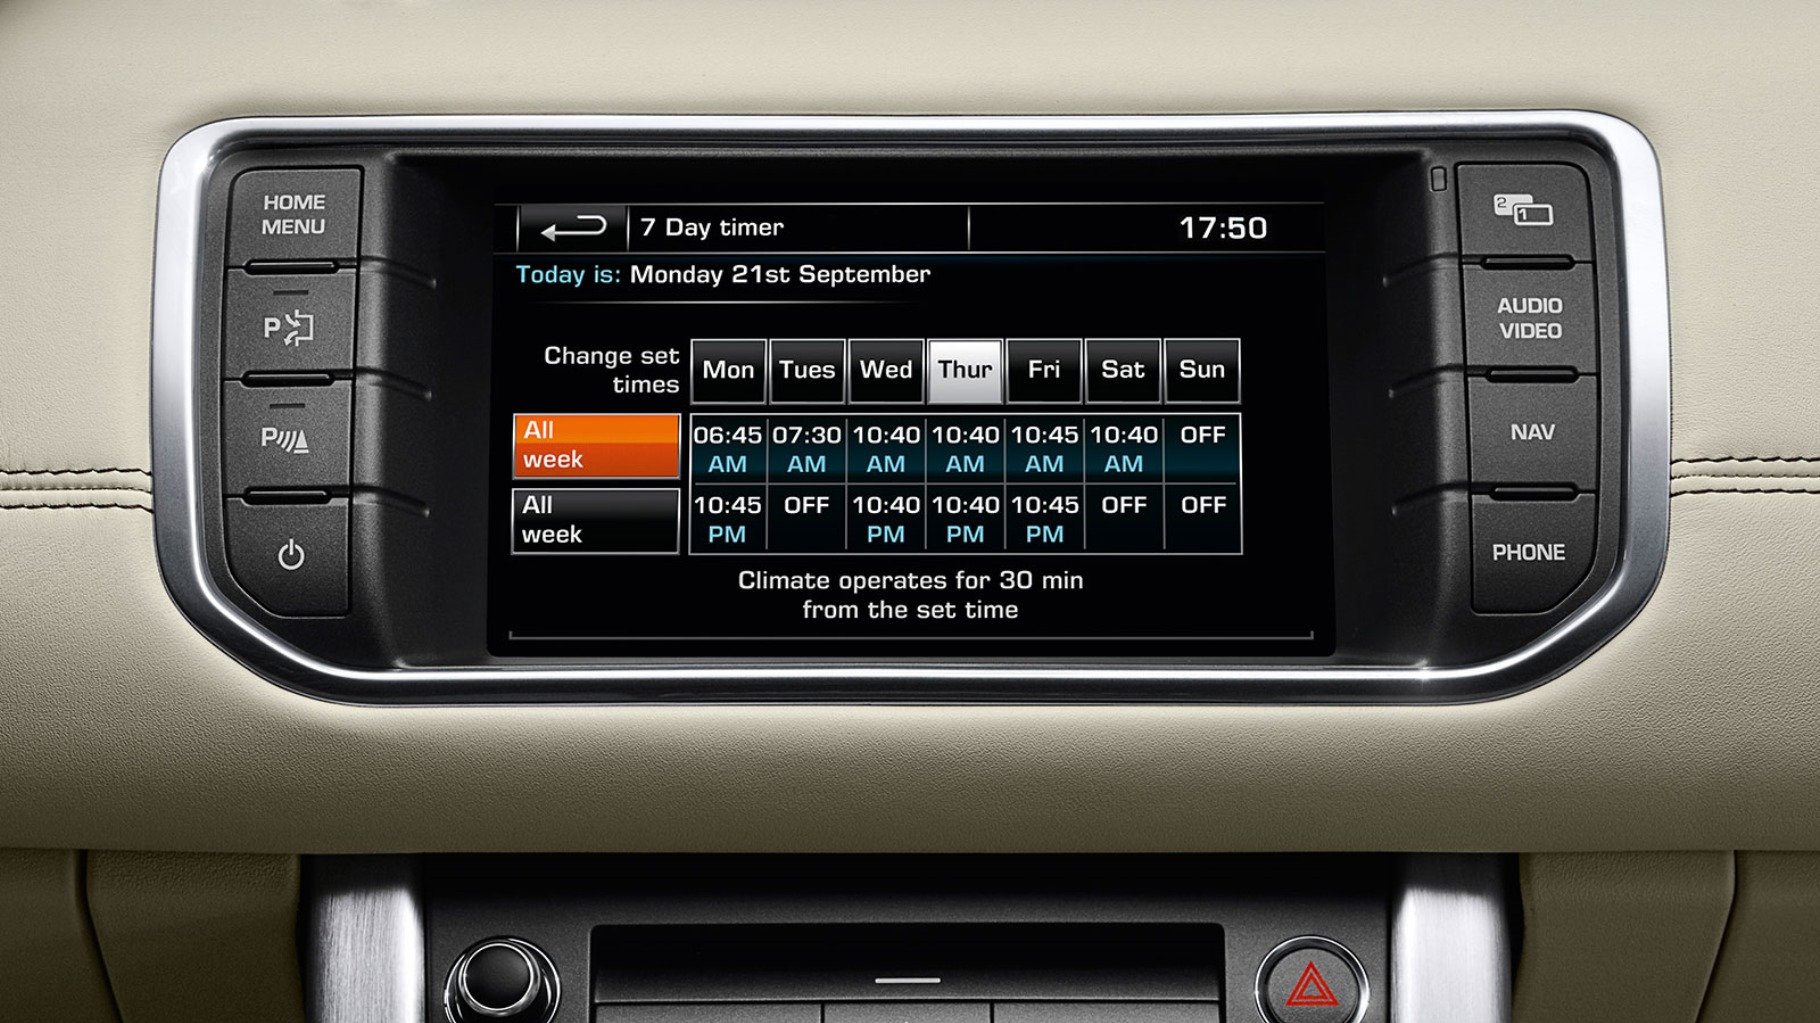 HOME
MENU
P
P
7 Day timer
17:50
Today is: Monday 21st September
Change set
times
Mon Tues Wed Thur Fri Sat Sun
All
week
06:45 07:30 10:40 10:40 10:45 10:40 OFF
AM AM AM AM AM AM
All
week
10:45 OFF 10:40 10:40 10:45 OFF OFF
PM PM PM PM
Climate operates for 30 min
from the set time
2
1
AUDIO
VIDEO
NAV
PHONE